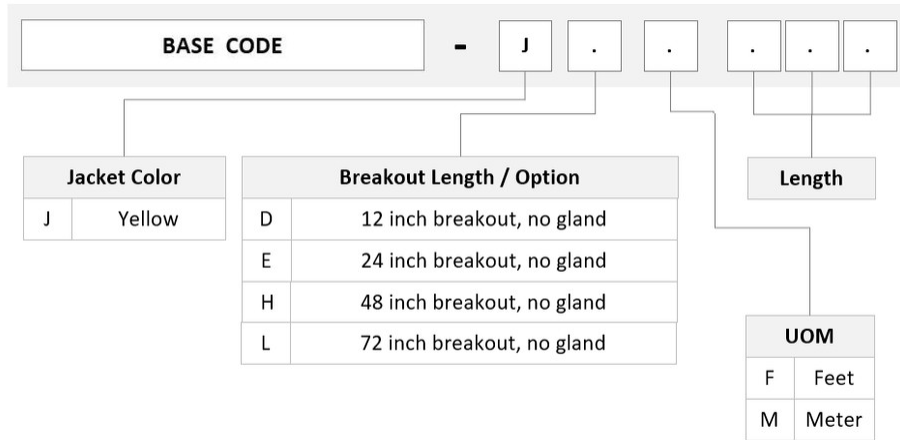 BASE CODE - J . . . . .
Jacket Color
J Yellow
Breakout Length / Option
D 12 inch breakout, no gland
E 24 inch breakout, no gland
H 48 inch breakout, no gland
L 72 inch breakout, no gland
Length
UOM
F Feet
M Meter